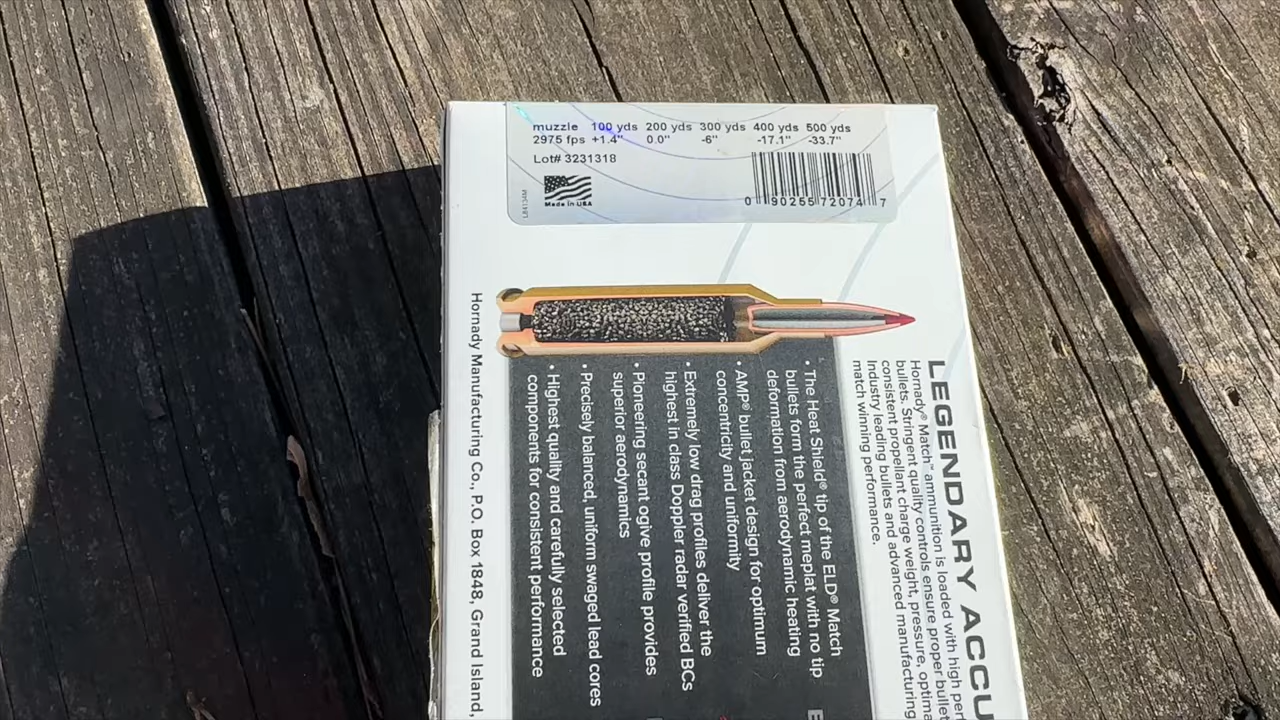 muzzle 100 yds 200 yds 300 yds 400 yds 500 yds
2975 fps +1.4" 0.0" -6" -17.1" -33.7"
Lot# 3231318
Made in USA
0 90255 72074 7
LEGENDARY ACCU
Hornady® Match™ ammunition is loaded with high per
bullets. Stringent quality controls ensure proper bullet
consistent propellant charge weight, pressure, optima
Industry leading bullets and advanced manufacturing
match winning performance.
• The Heat Shield® tip of the ELD® Match
bullets form the perfect meplat with no tip
deformation from aerodynamic heating
• AMP® bullet jacket design for optimum
concentricity and uniformity
• Extremely low drag profiles deliver the
highest in class Doppler radar verified BCs
• Pioneering secant ogive profile provides
superior aerodynamics
• Precisely balanced, uniform swaged lead cores
• Highest quality and carefully selected
components for consistent performance
Hornady Manufacturing Co., P.O. Box 1848, Grand Island,